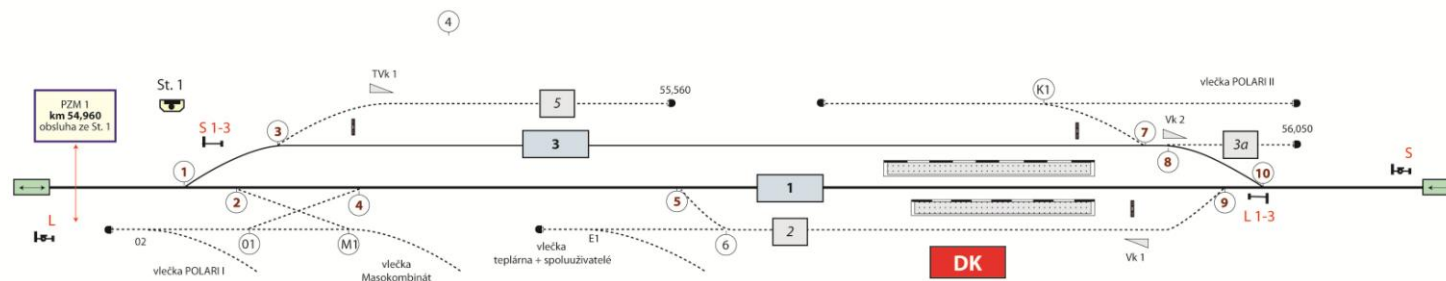 4
TVk 1
St. 1
PZM 1
km 54,960
obsluha ze St. 1
S 1-3
5
55,560
K1
vlečka POLARI II
3
3
7
Vk 2
8
3a
56,050
1
10
S
1
2
4
5
9
L
L 1-3
02
01
M1
E1
6
2
vlečka POLARI I
vlečka
Masokombinát
vlečka
teplárna + spoluuživatelé
DK
Vk 1